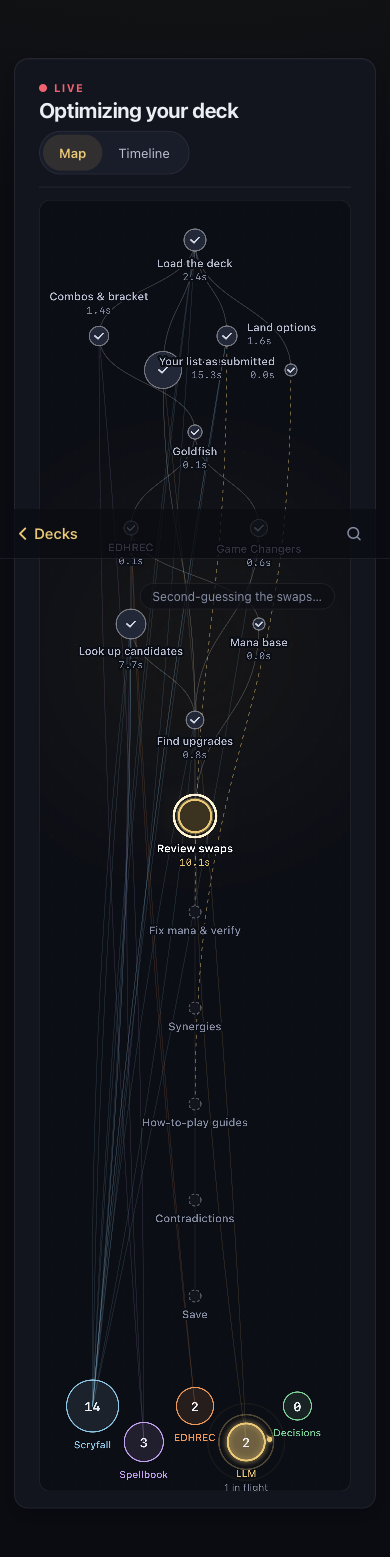 LIVE
Optimizing your deck
Map
Timeline
Load the deck
2.4s
Combos & bracket
1.4s
Land options
1.6s
Your list as submitted
15.3s
0.0s
Goldfish
0.1s
Decks
EDHREC
0.1s
Game Changers
0.6s
Second-guessing the swaps...
Look up candidates
7.7s
Mana base
0.0s
Find upgrades
0.8s
Review swaps
10.1s
Fix mana & verify
Synergies
How-to-play guides
Contradictions
Save
14
Scryfall
3
Spellbook
2
EDHREC
2
LLM
1 in flight
0
Decisions